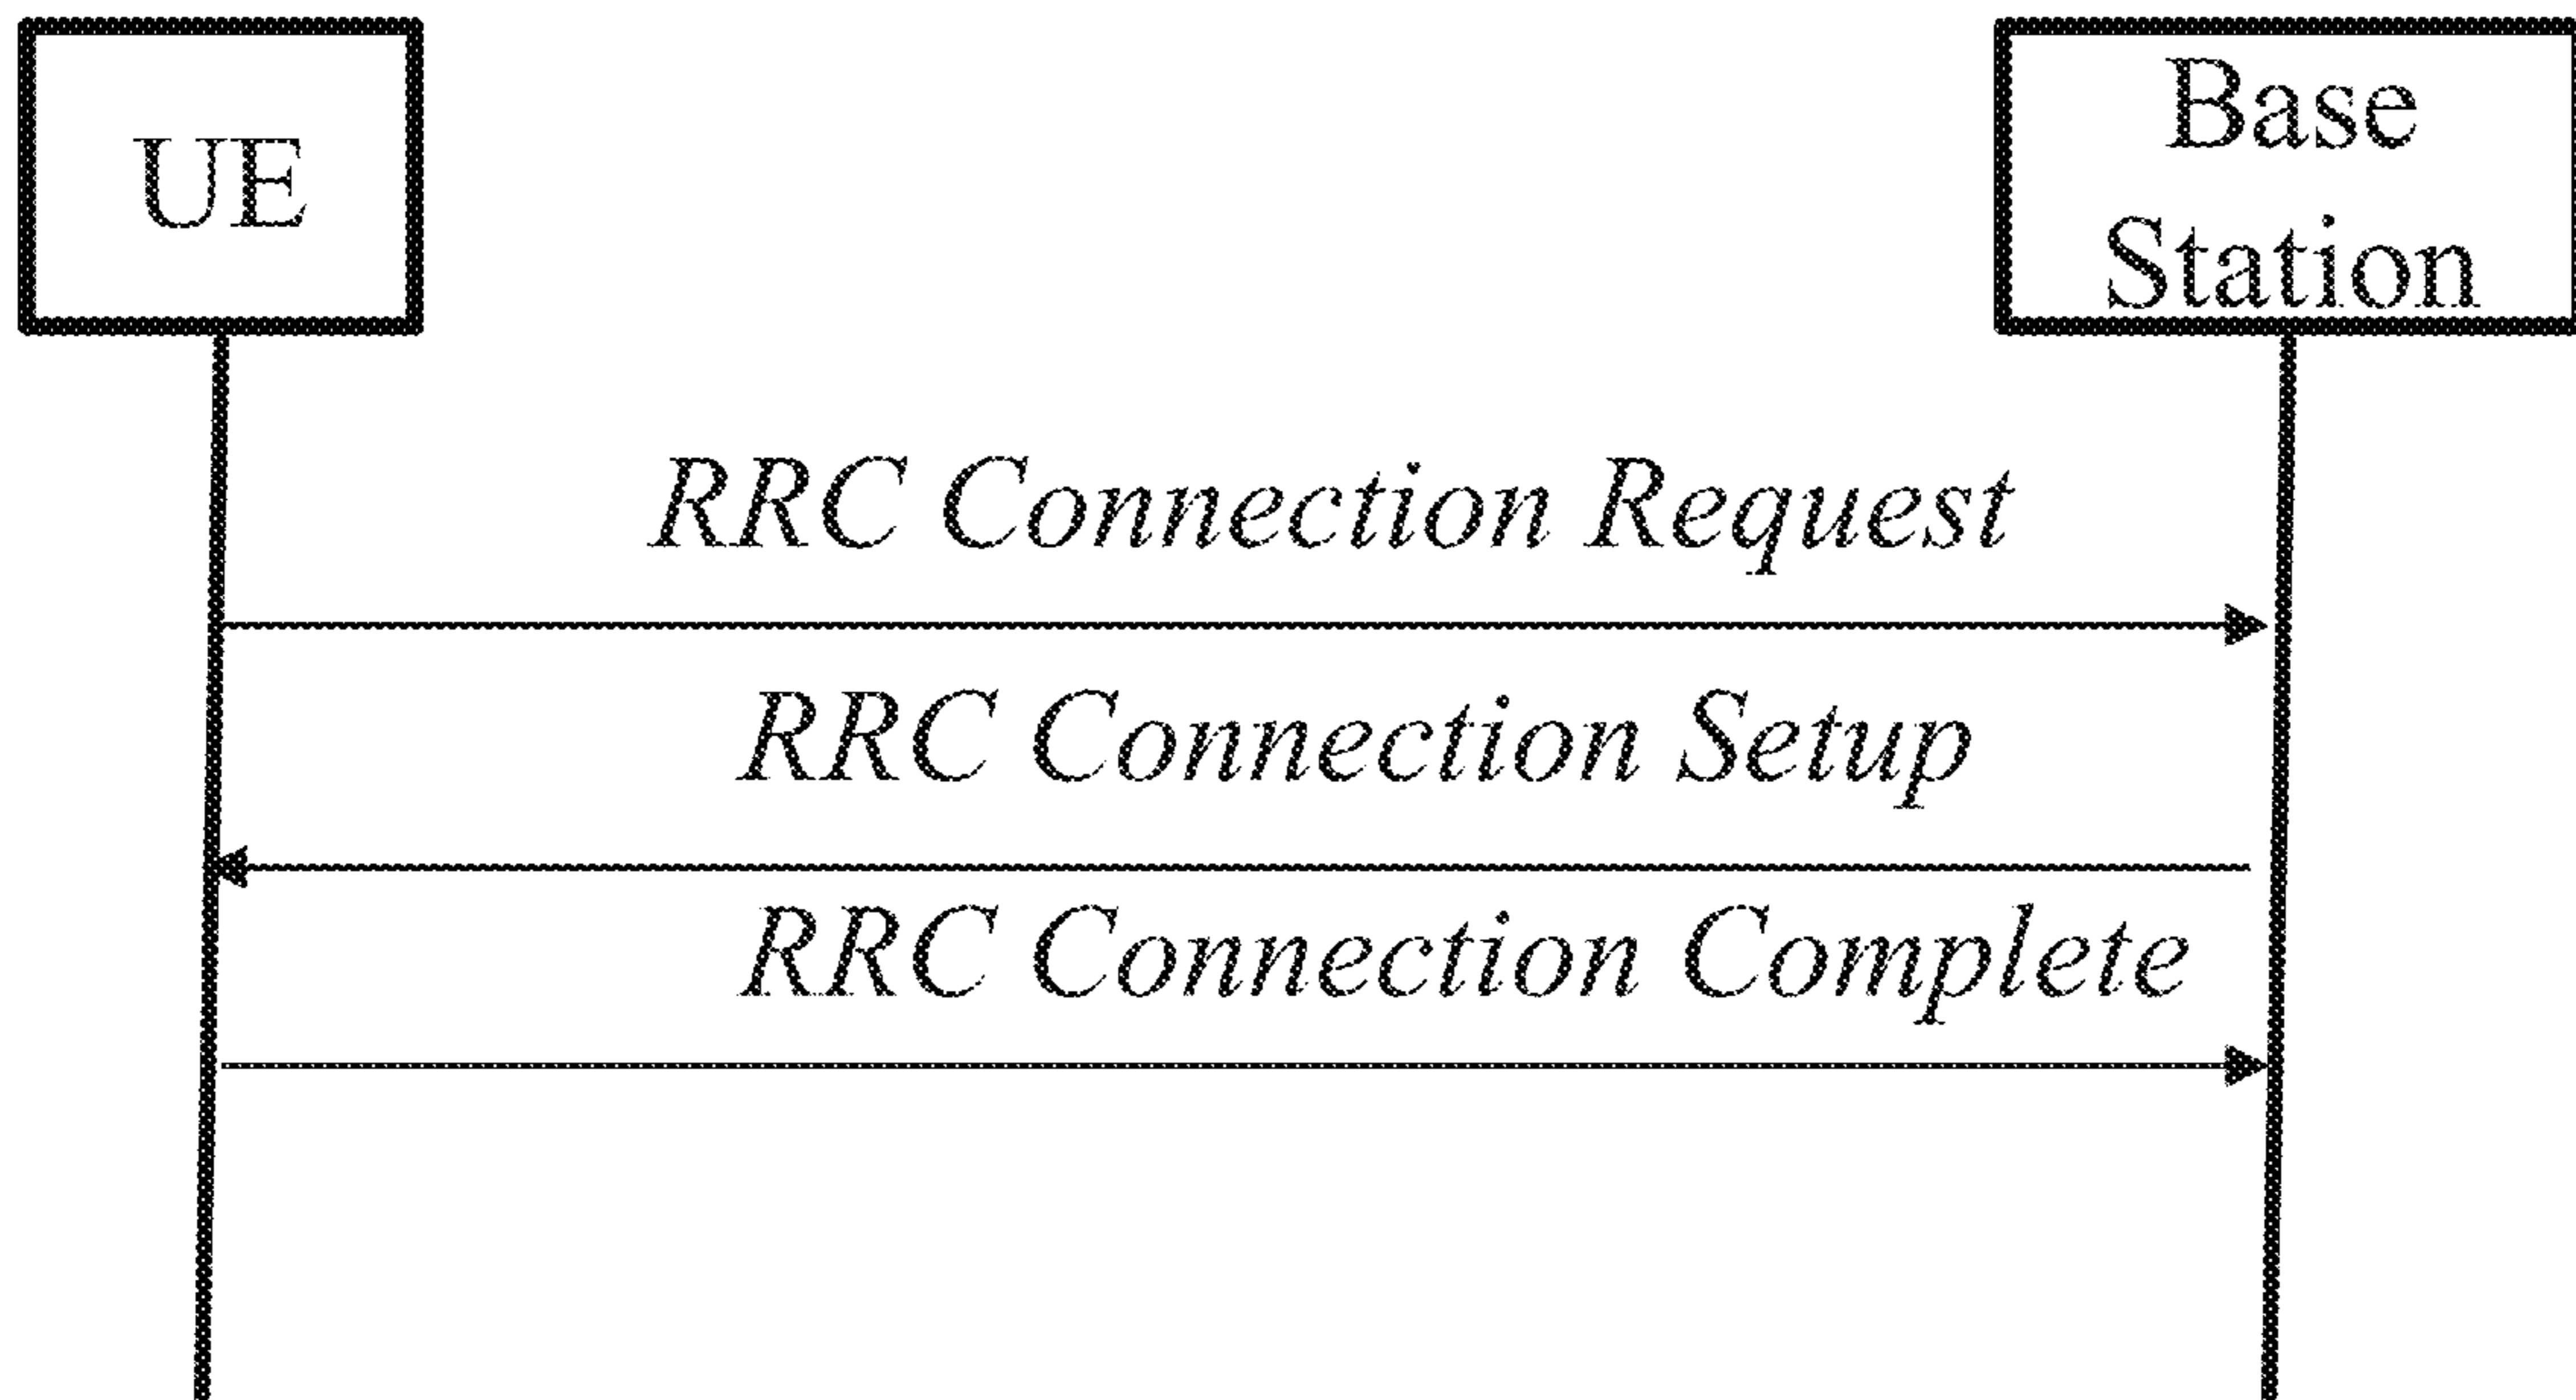 UE
Base
Station
RRC Connection Request
RRC Connection Setup
RRC Connection Complete